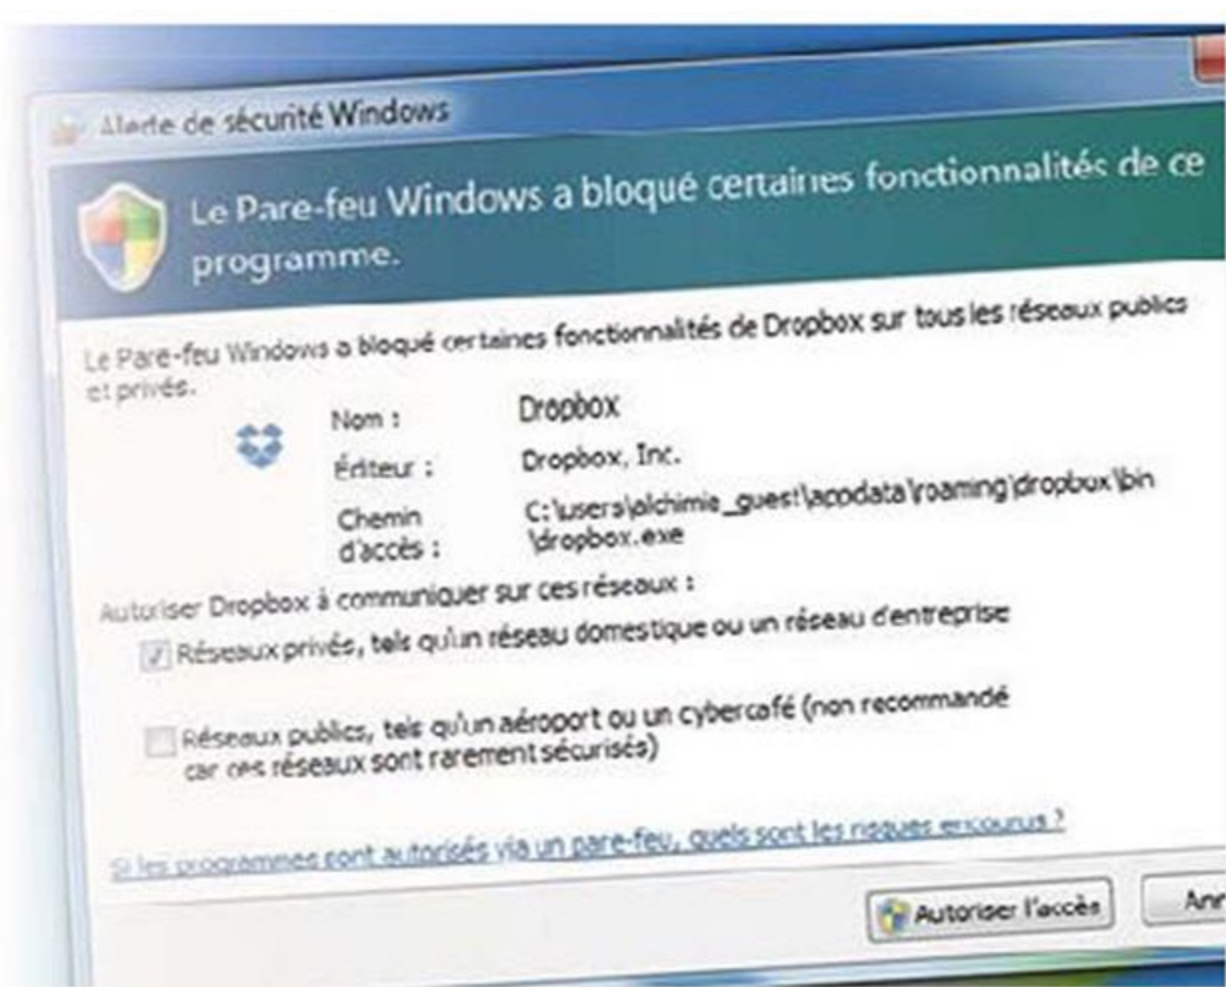 Alerte de sécurité Windows
Le Pare-feu Windows a bloqué certaines fonctionnalités de ce
programme.
Le Pare-feu Windows a bloqué certaines fonctionnalités de Dropbox sur tous les réseaux publics
et privés.
Nom : Dropbox
Éditeur : Dropbox, Inc.
Chemin C:\users\alchimie_guest\appdata\roaming\dropbox\bin
d'accès : \dropbox.exe
Autoriser Dropbox à communiquer sur ces réseaux :
Réseaux privés, tels qu'un réseau domestique ou un réseau d'entreprise
Réseaux publics, tels qu'un aéroport ou un cybercafé (non recommandé
car ces réseaux sont rarement sécurisés)
Si les programmes sont autorisés via un pare-feu, quels sont les risques encourus ?
Autoriser l'accès Ann